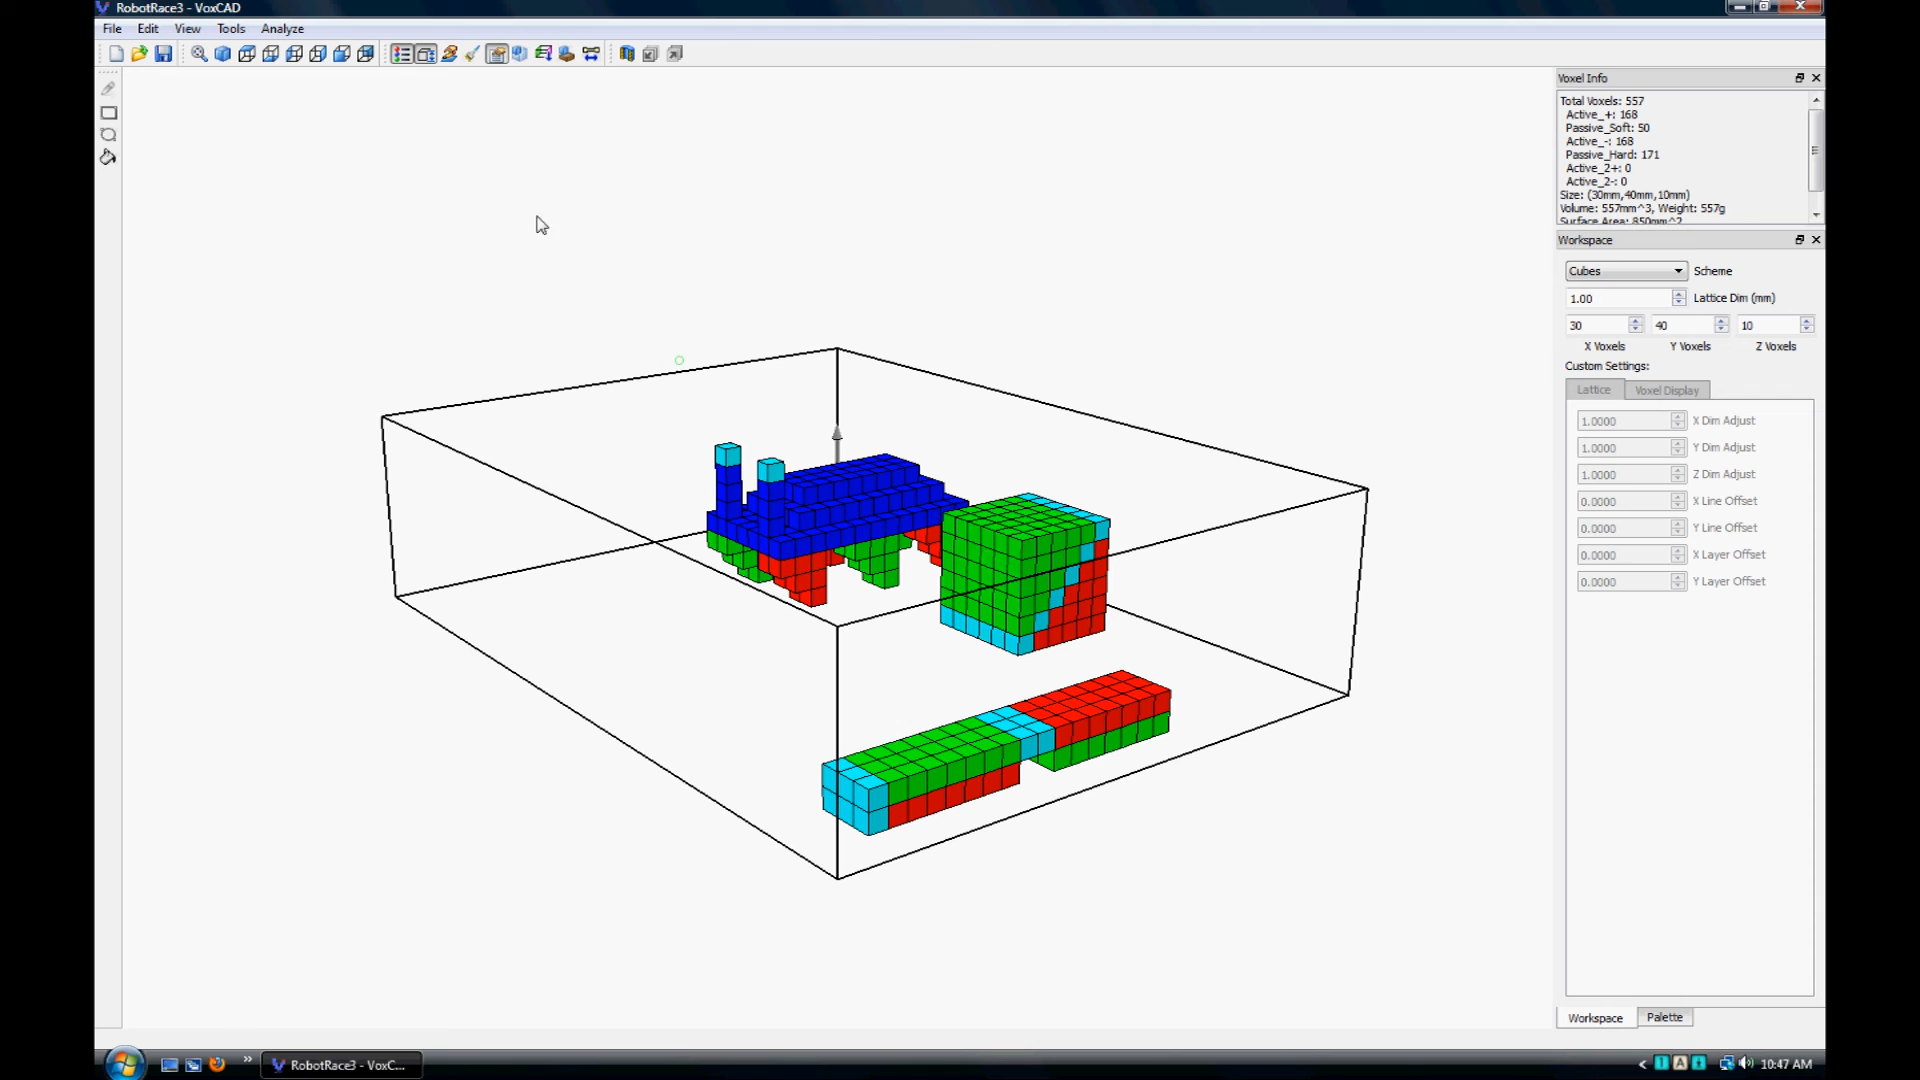 RobotRace3 - VoxCAD
File Edit View Tools Analyze
Voxel Info
Total Voxels: 557
Active_+: 168
Passive_Soft: 50
Active_-: 168
Passive_Hard: 171
Active_2+: 0
Active_2-: 0
Size: (30mm,40mm,10mm)
Volume: 557mm^3, Weight: 557g
Surface Area: 850mm^2
Workspace
Cubes Scheme
1.00 Lattice Dim (mm)
30 40 10
X Voxels Y Voxels Z Voxels
Custom Settings:
Lattice Voxel Display
1.0000 X Dim Adjust
1.0000 Y Dim Adjust
1.0000 Z Dim Adjust
0.0000 X Line Offset
0.0000 Y Line Offset
0.0000 X Layer Offset
0.0000 Y Layer Offset
Workspace Palette
RobotRace3 - VoxC... 10:47 AM